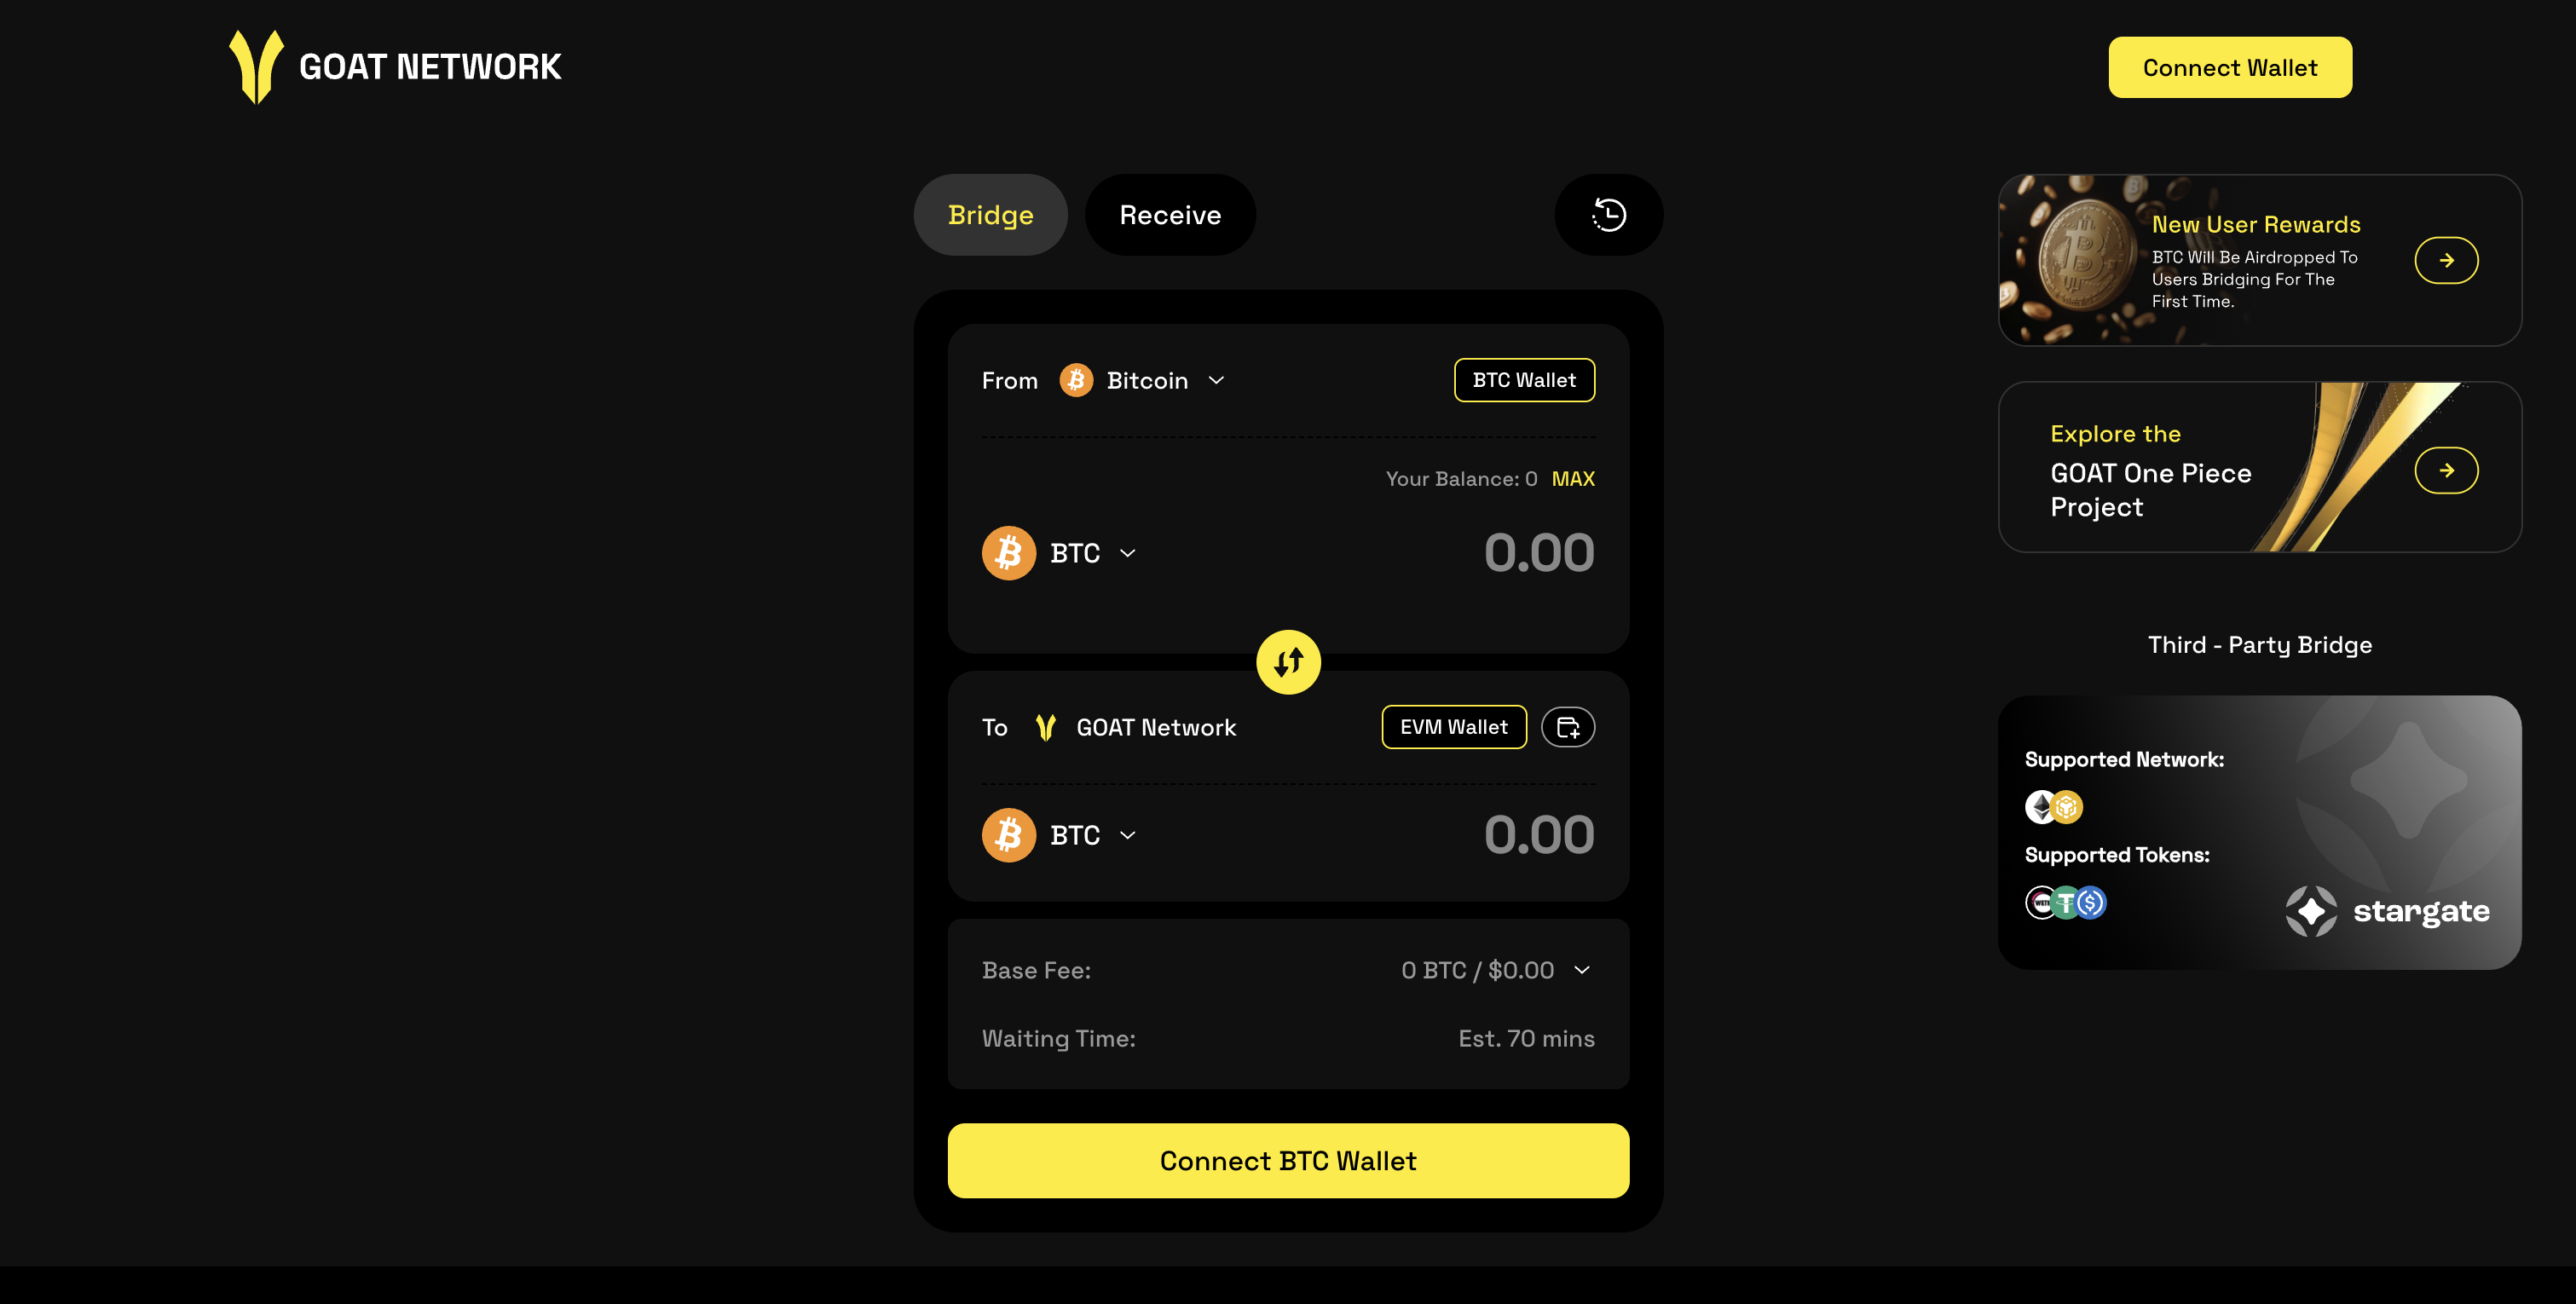 GOAT NETWORK
Connect Wallet
Bridge
Receive
From Bitcoin
BTC Wallet
Your Balance: 0 MAX
BTC
0.00
To GOAT Network
EVM Wallet
BTC
0.00
Base Fee:
0 BTC / $0.00
Waiting Time:
Est. 70 mins
Connect BTC Wallet
New User Rewards
BTC Will Be Airdropped To
Users Bridging For The
First Time.
Explore the
GOAT One Piece
Project
Third - Party Bridge
Supported Network:
Supported Tokens:
stargate